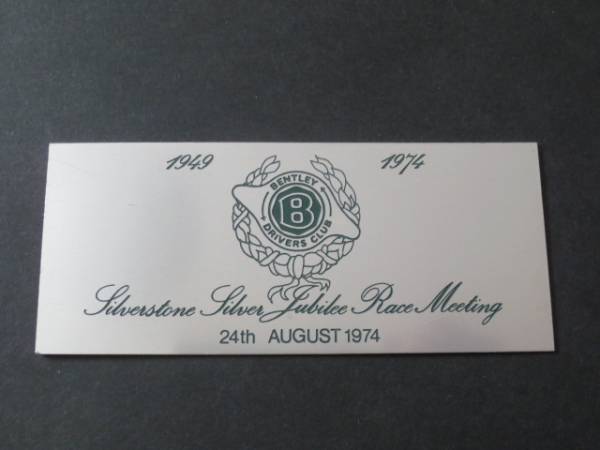 1949 1974
BENTLEY
B
DRIVERS CLUB
Silverstone Silver Jubilee Race Meeting
24th AUGUST 1974